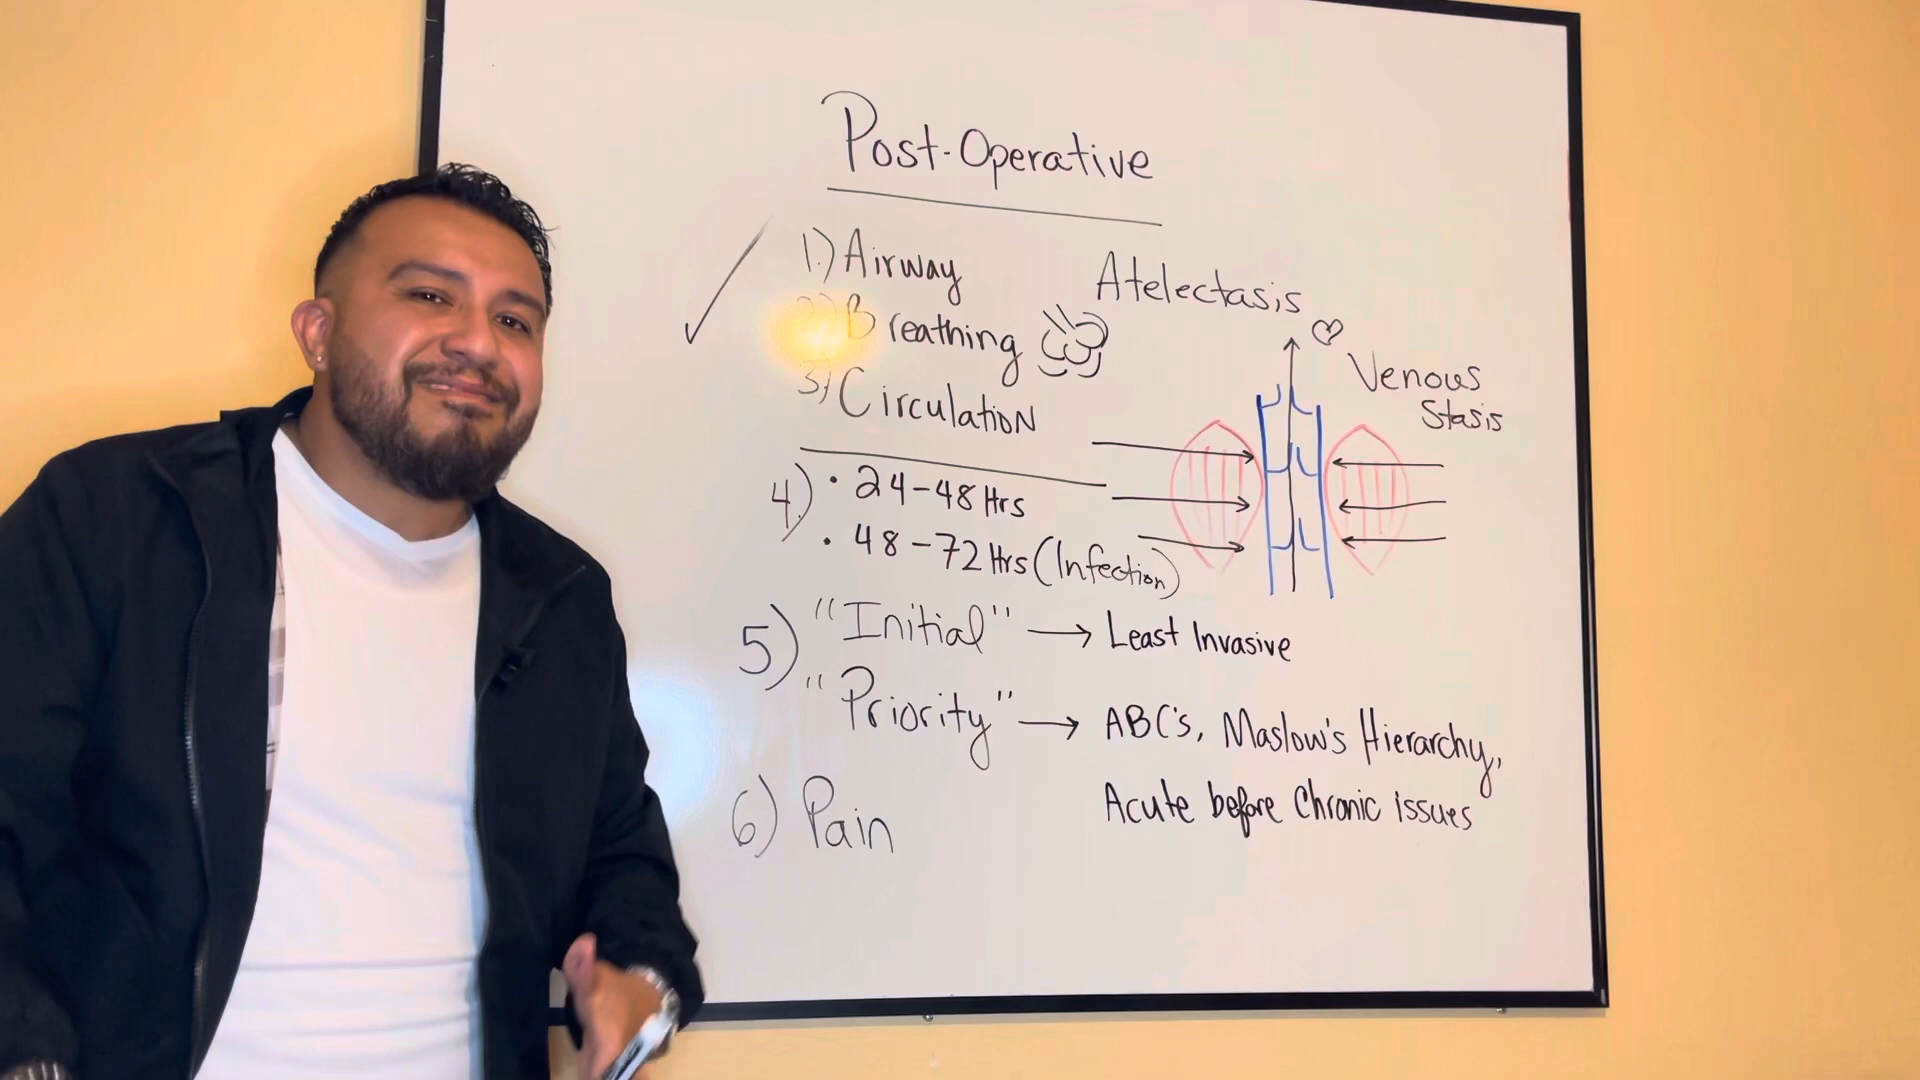 Post-Operative
1.) Airway
Atelectasis
2.) Breathing
3.) Circulation
Venous
Stasis
4.) • 24-48 Hrs
• 48-72 Hrs (Infection)
5) "Initial" → Least Invasive
"Priority" → ABC's, Maslow's Hierarchy,
Acute before Chronic issues
6) Pain